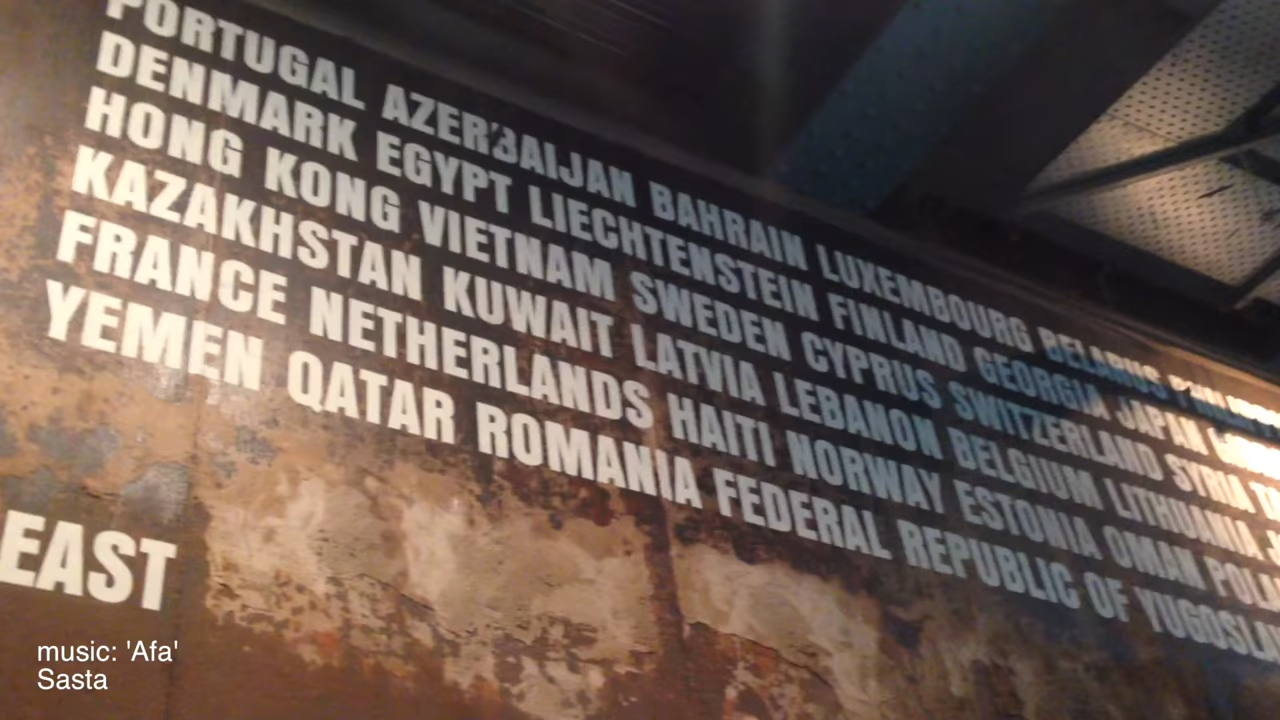 PORTUGAL AZERBAIJAN BAHRAIN LUXEMBOURG BELARUS
DENMARK EGYPT LIECHTENSTEIN FINLAND GEORGIA JAPAN
HONG KONG VIETNAM SWEDEN CYPRUS SWITZERLAND SYRIA
KAZAKHSTAN KUWAIT LATVIA LEBANON BELGIUM LITHUANIA
FRANCE NETHERLANDS HAITI NORWAY ESTONIA OMAN
YEMEN QATAR ROMANIA FEDERAL REPUBLIC OF
EAST
music: 'Afa'
Sasta